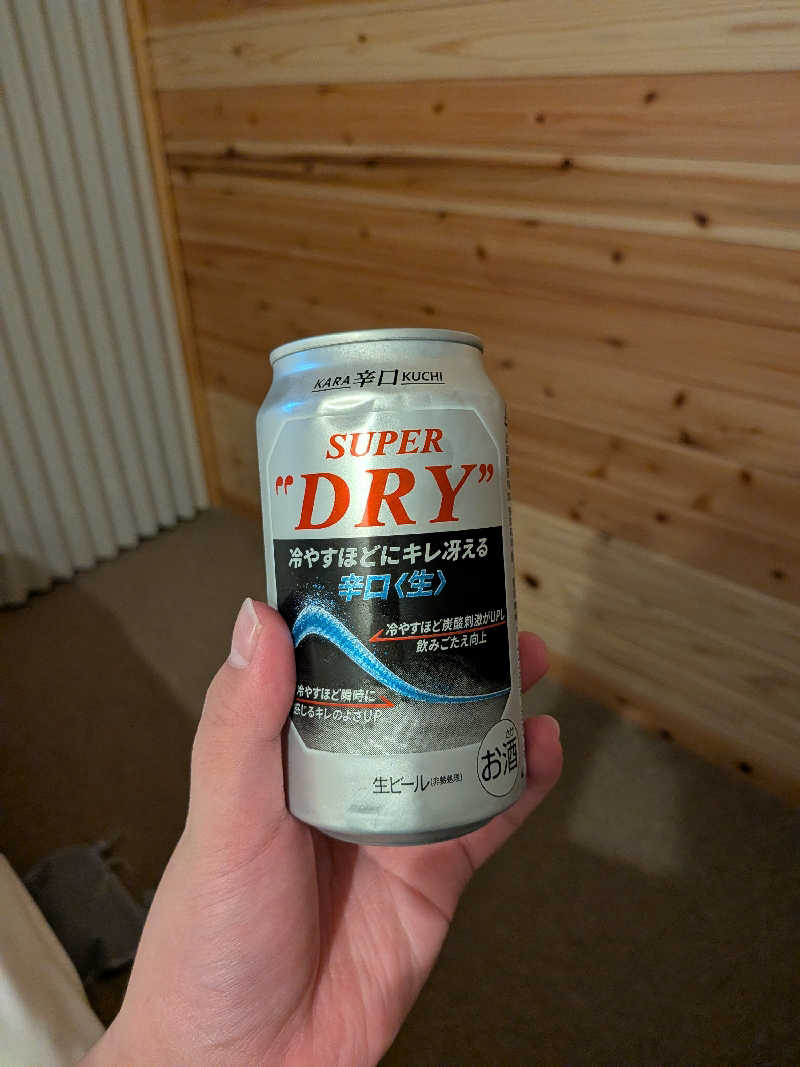 KARA 辛口 KUCHI
SUPER
"DRY"
冷やすほどにキレ冴える
辛口〈生〉
冷やすほど炭酸刺激がUPし
飲みごたえ向上
冷やすほど瞬時に
感じるキレのよさUP
さけ
お酒
生ビール(非熱処理)